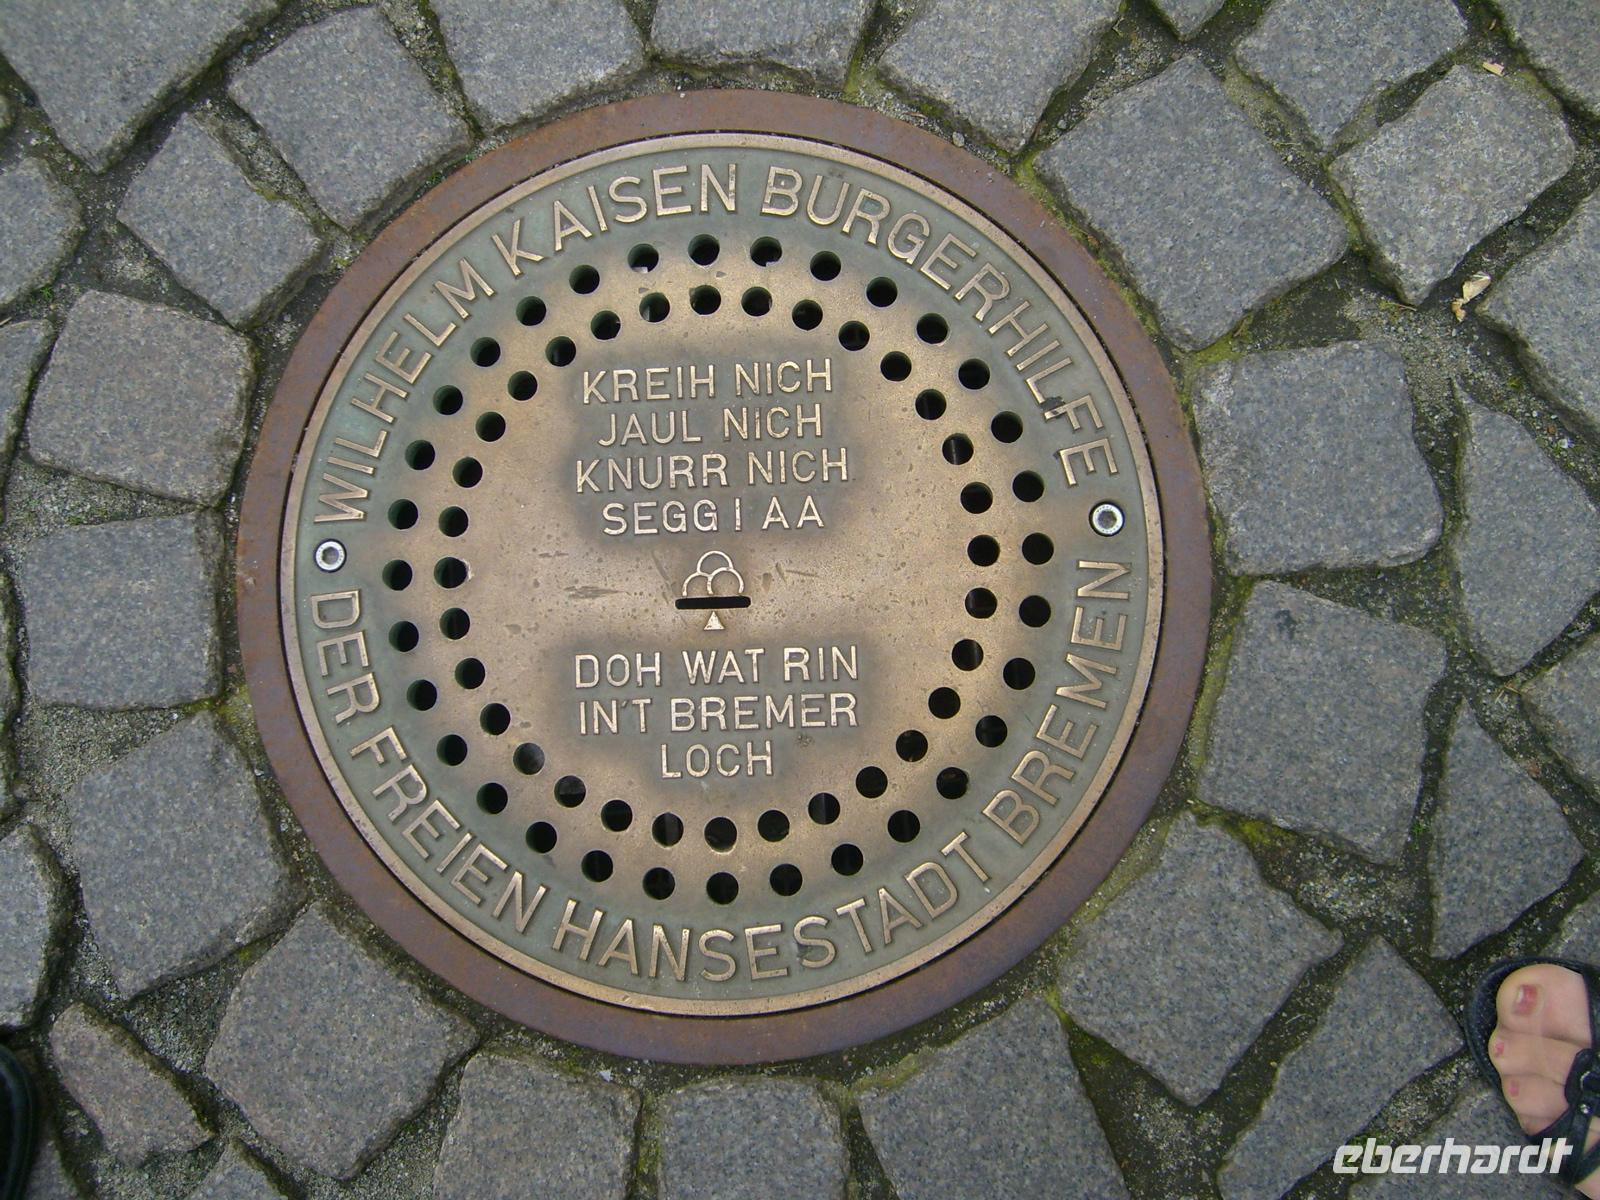 WILHELM KAISEN BURGERHILFE
DER FREIEN HANSESTADT BREMEN
KREIH NICH
JAUL NICH
KNURR NICH
SEGG I AA
DOH WAT RIN
IN'T BREMER
LOCH
eberhardt